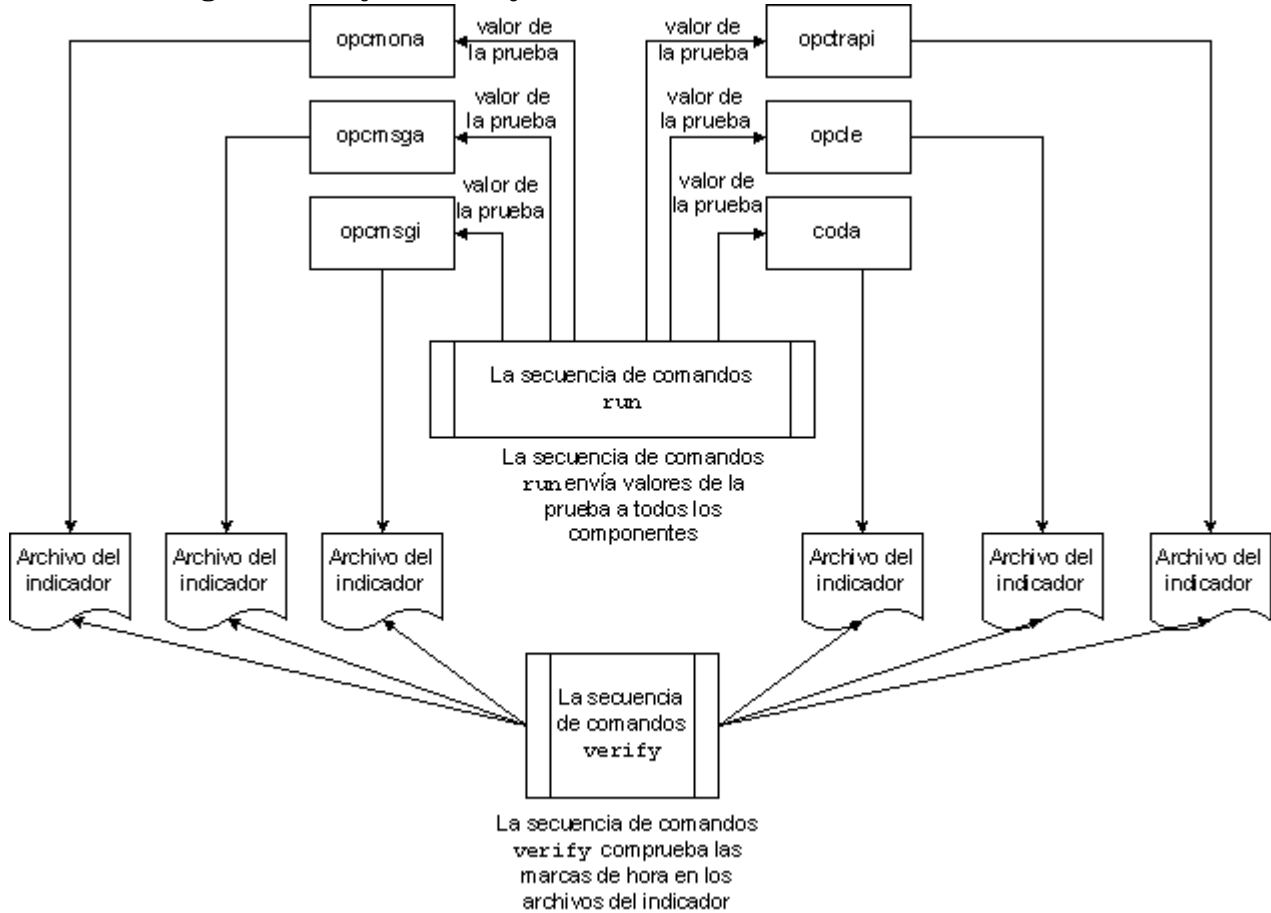 opcmona
valor de
la prueba
valor de
la prueba
opctrapi
opcmsga
valor de
la prueba
valor de
la prueba
opcle
opcmsgi
valor de
la prueba
valor de
la prueba
coda
La secuencia de comandos
run
La secuencia de comandos
run envía valores de la
prueba a todos los
componentes
Archivo del
indicador
Archivo del
indicador
Archivo del
indicador
Archivo del
indicador
Archivo del
indicador
Archivo del
indicador
La secuencia
de comandos
verify
La secuencia de comandos
verify comprueba las
marcas de hora en los
archivos del indicador